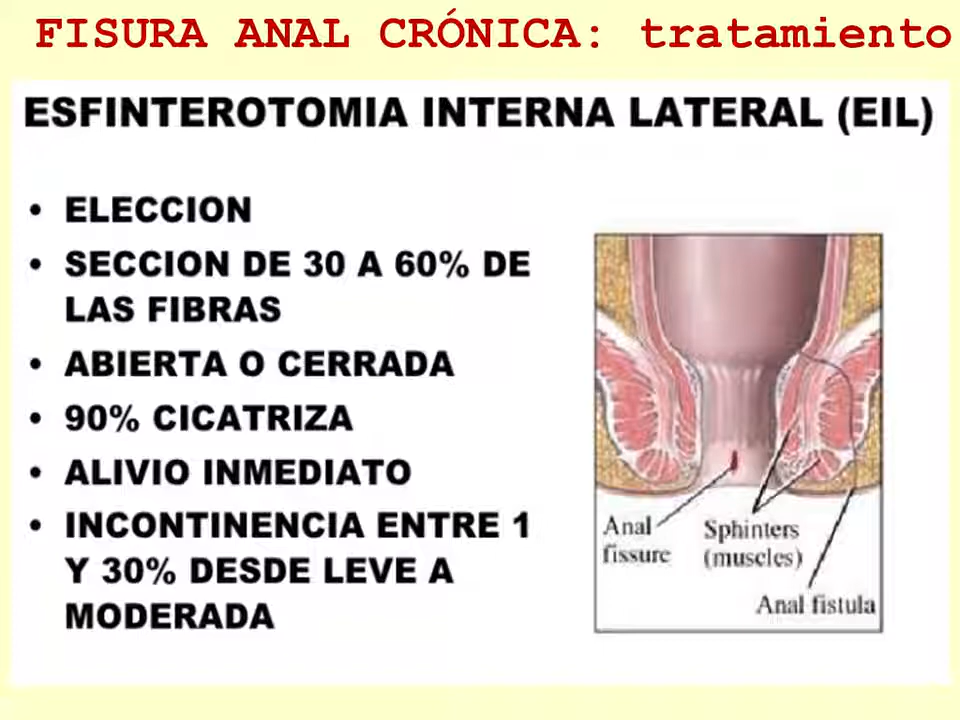 FISURA ANAL CRÓNICA: tratamiento
ESFINTEROTOMIA INTERNA LATERAL (EIL)
• ELECCION
• SECCION DE 30 A 60% DE
LAS FIBRAS
• ABIERTA O CERRADA
• 90% CICATRIZA
• ALIVIO INMEDIATO
• INCONTINENCIA ENTRE 1
Y 30% DESDE LEVE A
MODERADA
Anal
fissure
Sphinters
(muscles)
Anal fistula